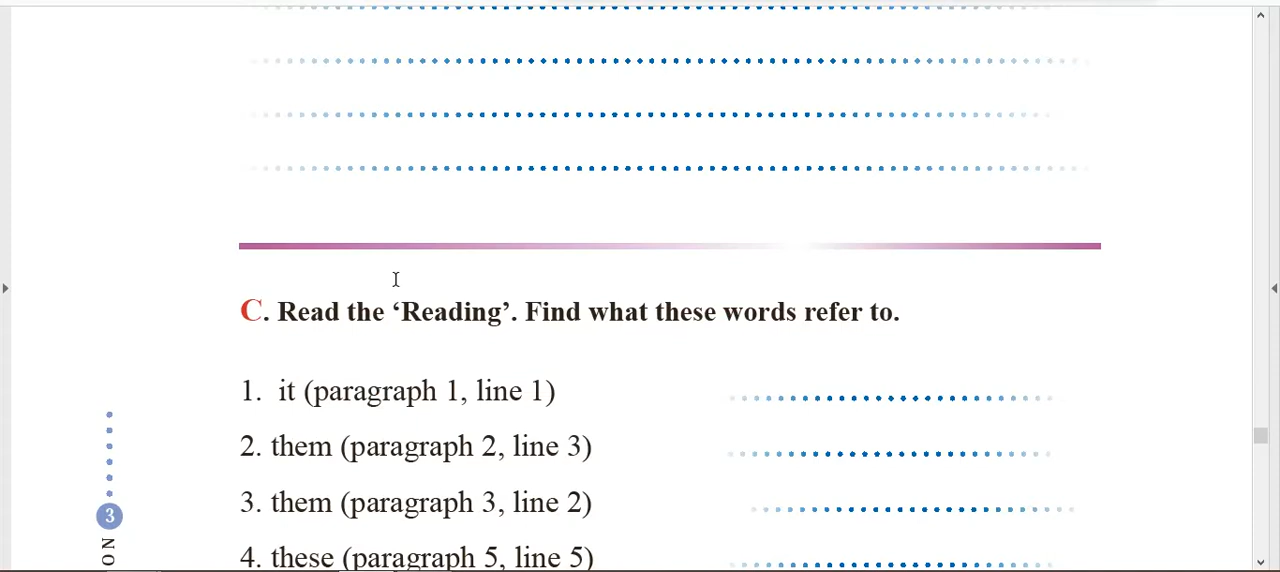 C. Read the ‘Reading’. Find what these words refer to.
1. it (paragraph 1, line 1)
2. them (paragraph 2, line 3)
3. them (paragraph 3, line 2)
4. these (paragraph 5, line 5)
3
ON